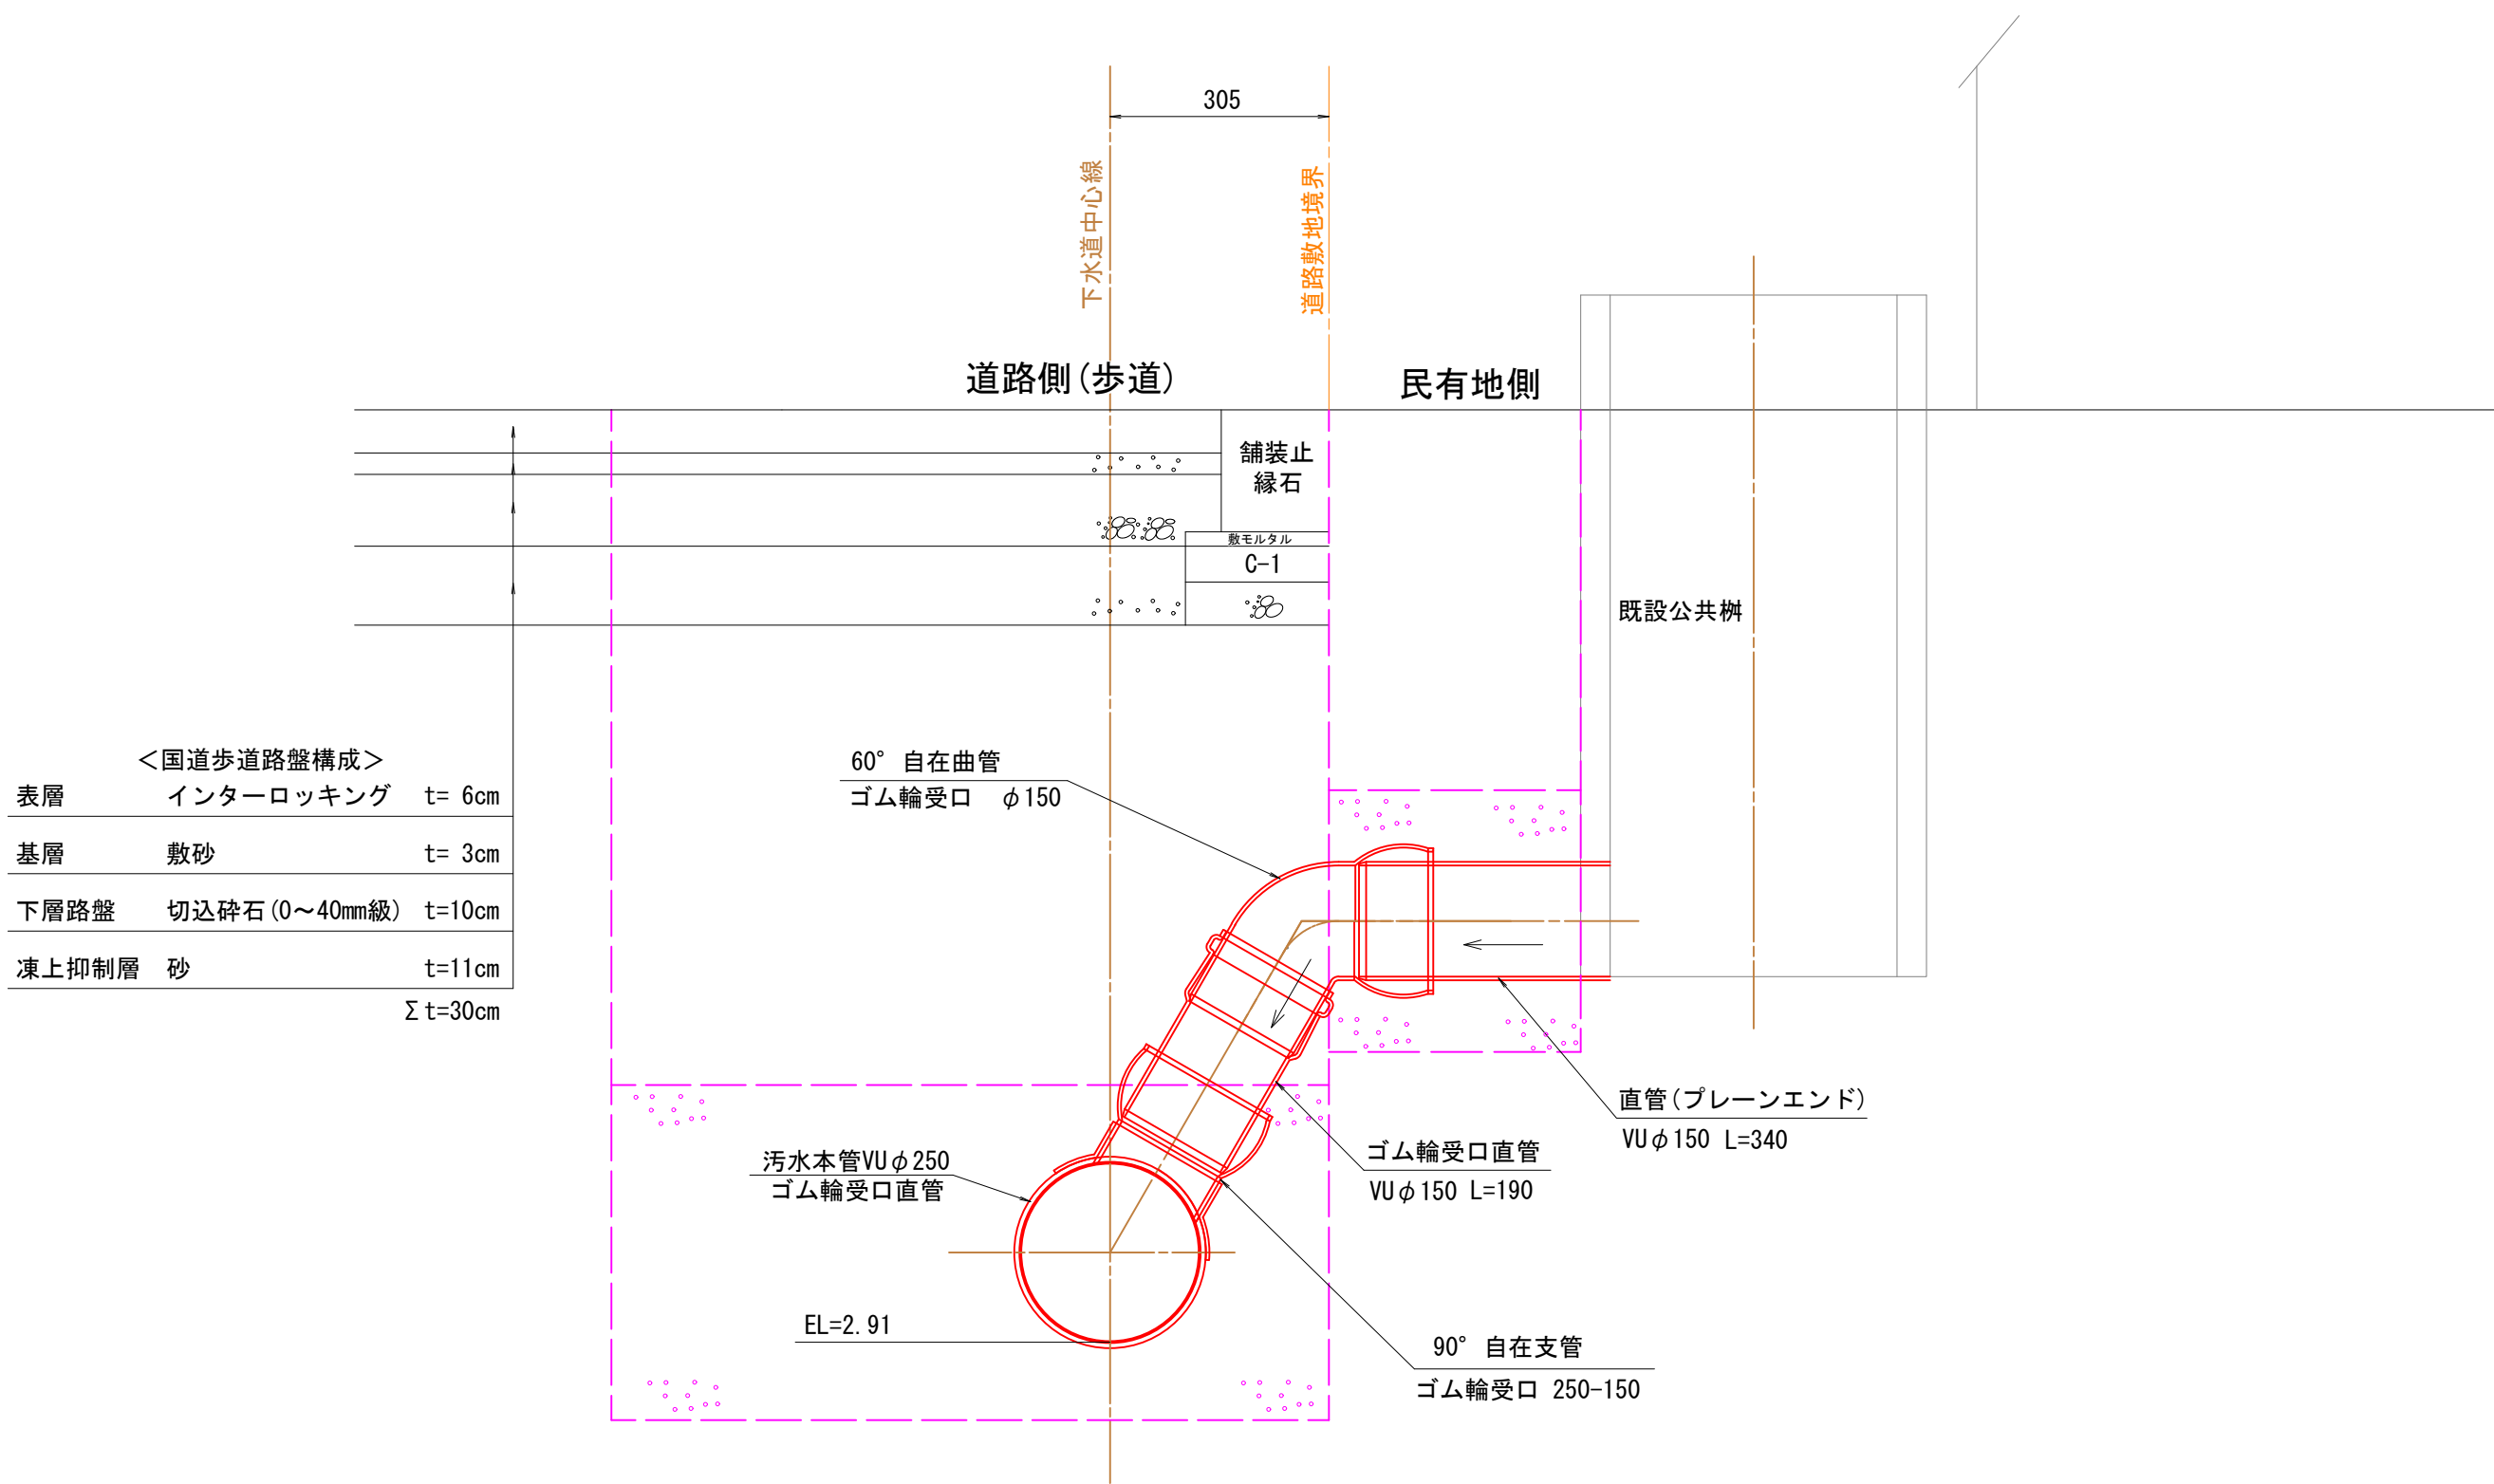 305
下水道中心線
道路敷地境界
道路側(歩道)
民有地側
舗装止
縁石
敷モルタル
C-1
既設公共桝
<国道歩道路盤構成>
表層 インターロッキング t= 6cm
基層 敷砂 t= 3cm
下層路盤 切込砕石(0～40mm級) t=10cm
凍上抑制層 砂 t=11cm
Σt=30cm
60° 自在曲管
ゴム輪受口 φ150
直管(プレーンエンド)
VUφ150 L=340
ゴム輪受口直管
VUφ150 L=190
汚水本管VUφ250
ゴム輪受口直管
EL=2.91
90° 自在支管
ゴム輪受口 250-150